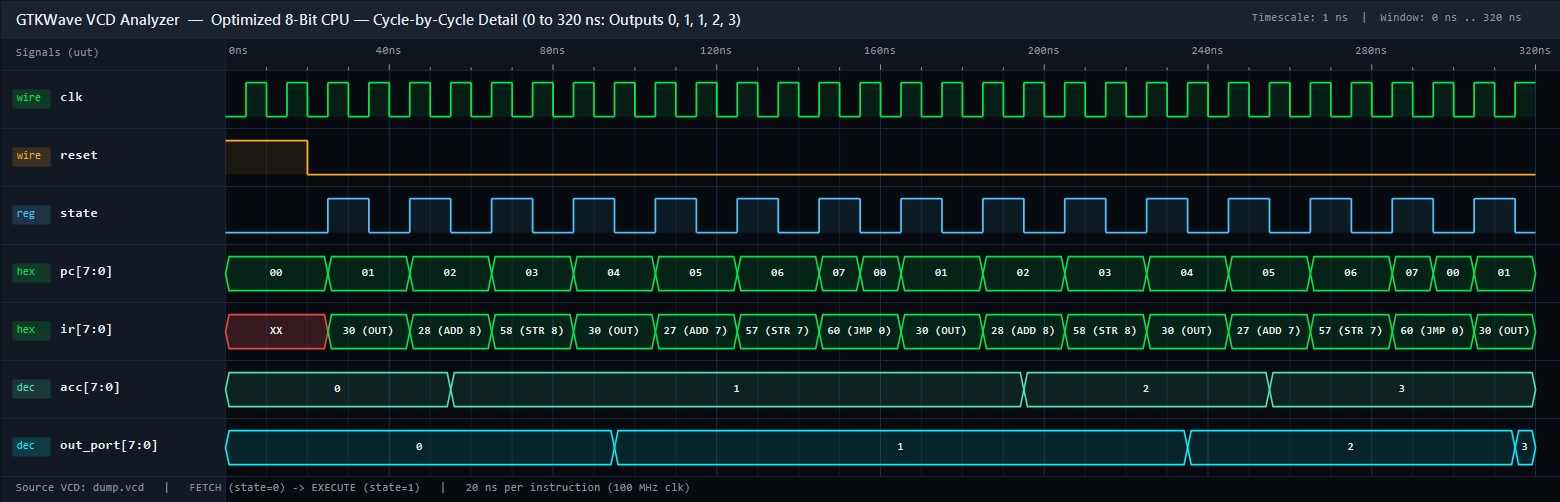 GTKWave VCD Analyzer — Optimized 8-Bit CPU — Cycle-by-Cycle Detail (0 to 320 ns: Outputs 0, 1, 1, 2, 3)
Timescale: 1 ns | Window: 0 ns .. 320 ns
Signals (uut)
0ns 40ns 80ns 120ns 160ns 200ns 240ns 280ns 320ns
wire clk
wire reset
reg state
hex pc[7:0] 00 01 02 03 04 05 06 07 00 01 02 03 04 05 06 07 00 01
hex ir[7:0] XX 30 (OUT) 28 (ADD 8) 58 (STR 8) 30 (OUT) 27 (ADD 7) 57 (STR 7) 60 (JMP 0) 30 (OUT) 28 (ADD 8) 58 (STR 8) 30 (OUT) 27 (ADD 7) 57 (STR 7) 60 (JMP 0) 30 (OUT)
dec acc[7:0] 0 1 2 3
dec out_port[7:0] 0 1 2 3
Source VCD: dump.vcd | FETCH (state=0) -> EXECUTE (state=1) | 20 ns per instruction (100 MHz clk)